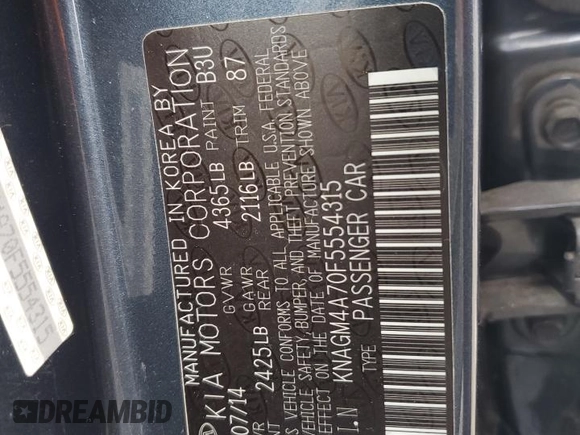 MANUFACTURED IN KOREA BY
KIA MOTORS CORPORATION
07/14 GVWR 4365LB PAINT B3U
GAWR
2425LB REAR 2116LB TRIM 87
VEHICLE CONFORMS TO ALL APPLICABLE U.S.A. FEDERAL
VEHICLE SAFETY, BUMPER, AND THEFT PREVENTION STANDARDS
EFFECT ON THE DATE OF MANUFACTURE SHOWN ABOVE
I.N KNAGM4A70F5554315
TYPE PASSENGER CAR
KIA
970F5554315
DREAMBID